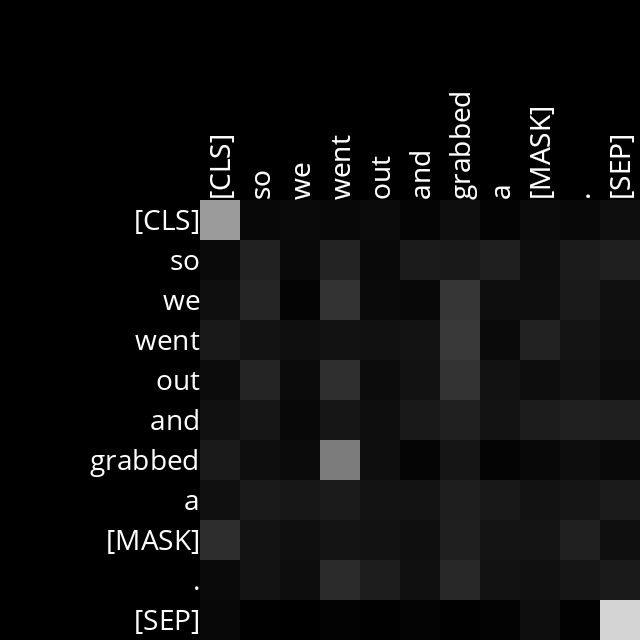 [CLS] so we went out and grabbed a [MASK] . [SEP]
[CLS]
so
we
went
out
and
grabbed
a
[MASK]
.
[SEP]